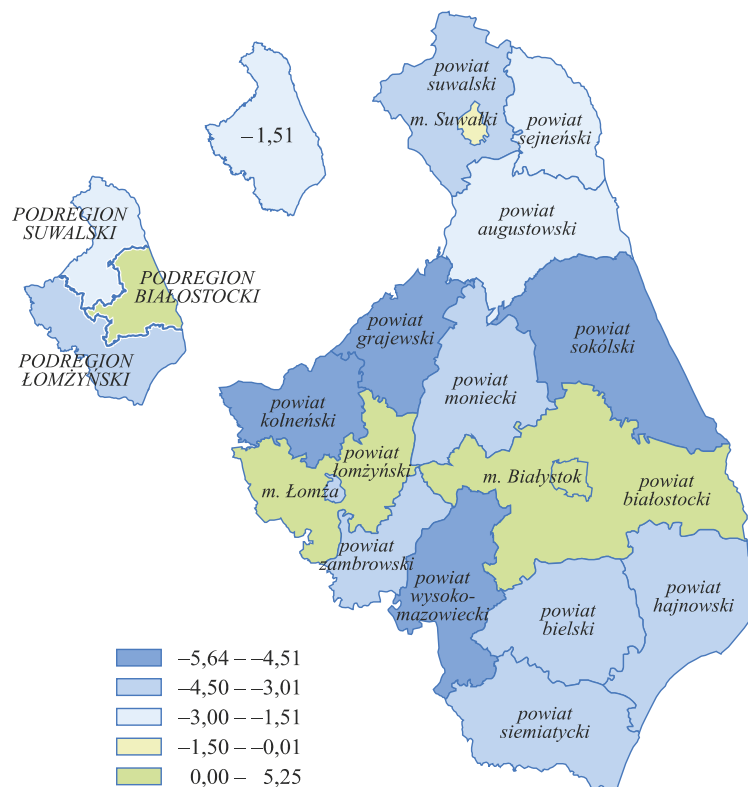 powiat
suwalski
m. Suwałki
powiat
sejneński
–1,51
powiat
augustowski
PODREGION
SUWALSKI
PODREGION
BIAŁOSTOCKI
PODREGION
ŁOMŻYŃSKI
powiat
grajewski
powiat
sokólski
powiat
moniecki
powiat
kolneński
powiat
łomżyński
m. Łomża
m. Białystok
powiat
białostocki
powiat
zambrowski
powiat
wysoko-
mazowiecki
powiat
bielski
powiat
hajnowski
powiat
siemiatycki
–5,64 – –4,51
–4,50 – –3,01
–3,00 – –1,51
–1,50 – –0,01
0,00 – 5,25